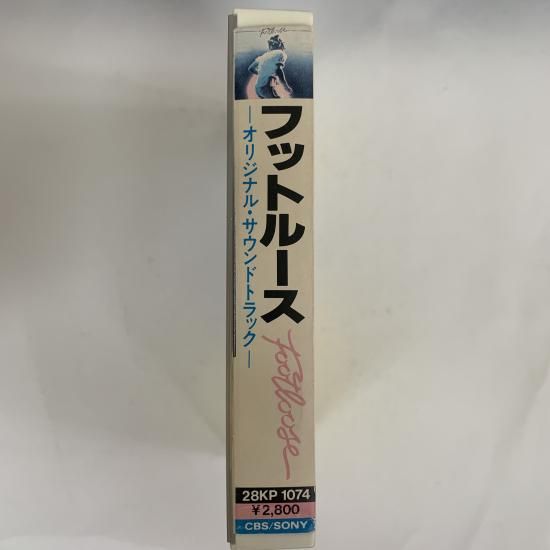 フットルース
—オリジナル・サウンドトラック—
Footloose
28KP 1074
¥2,800
CBS/SONY